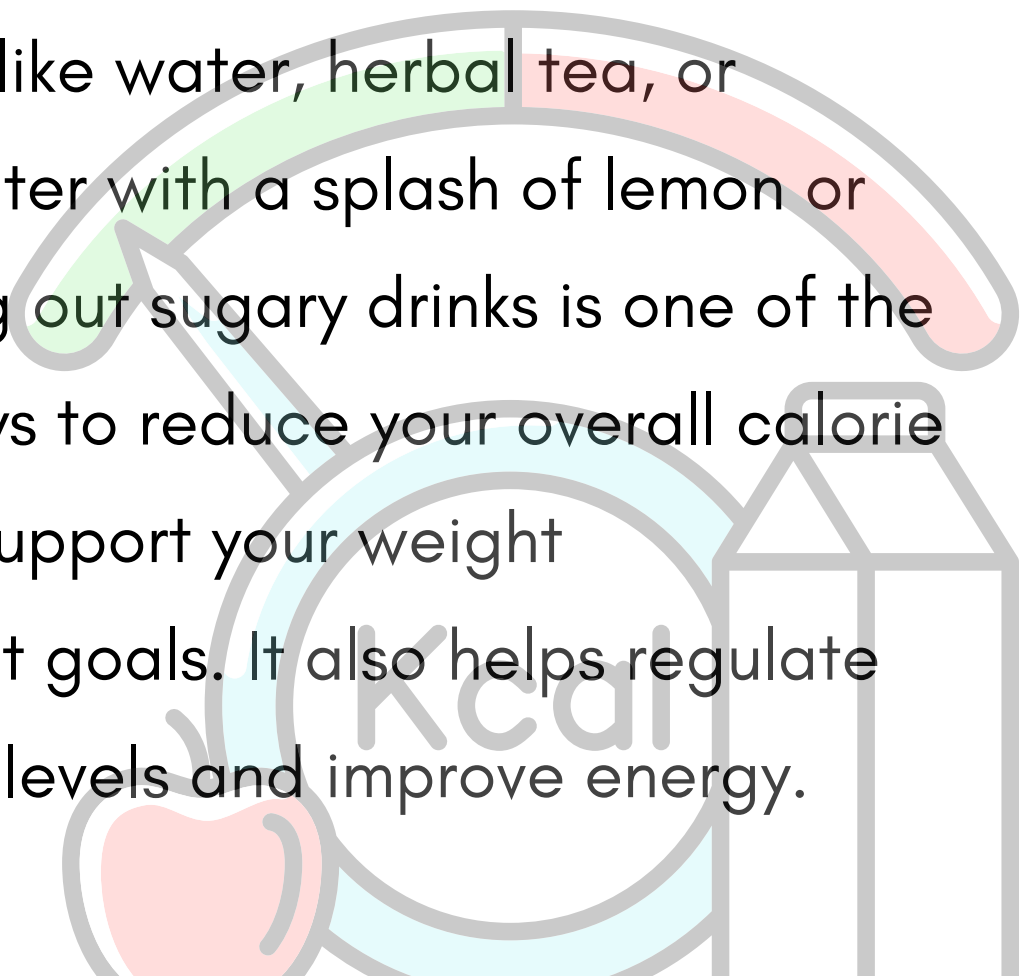 like water, herbal tea, or
ter with a splash of lemon or
g out sugary drinks is one of the
ys to reduce your overall calorie
upport your weight
t goals. It also helps regulate
Kcal
levels and improve energy.